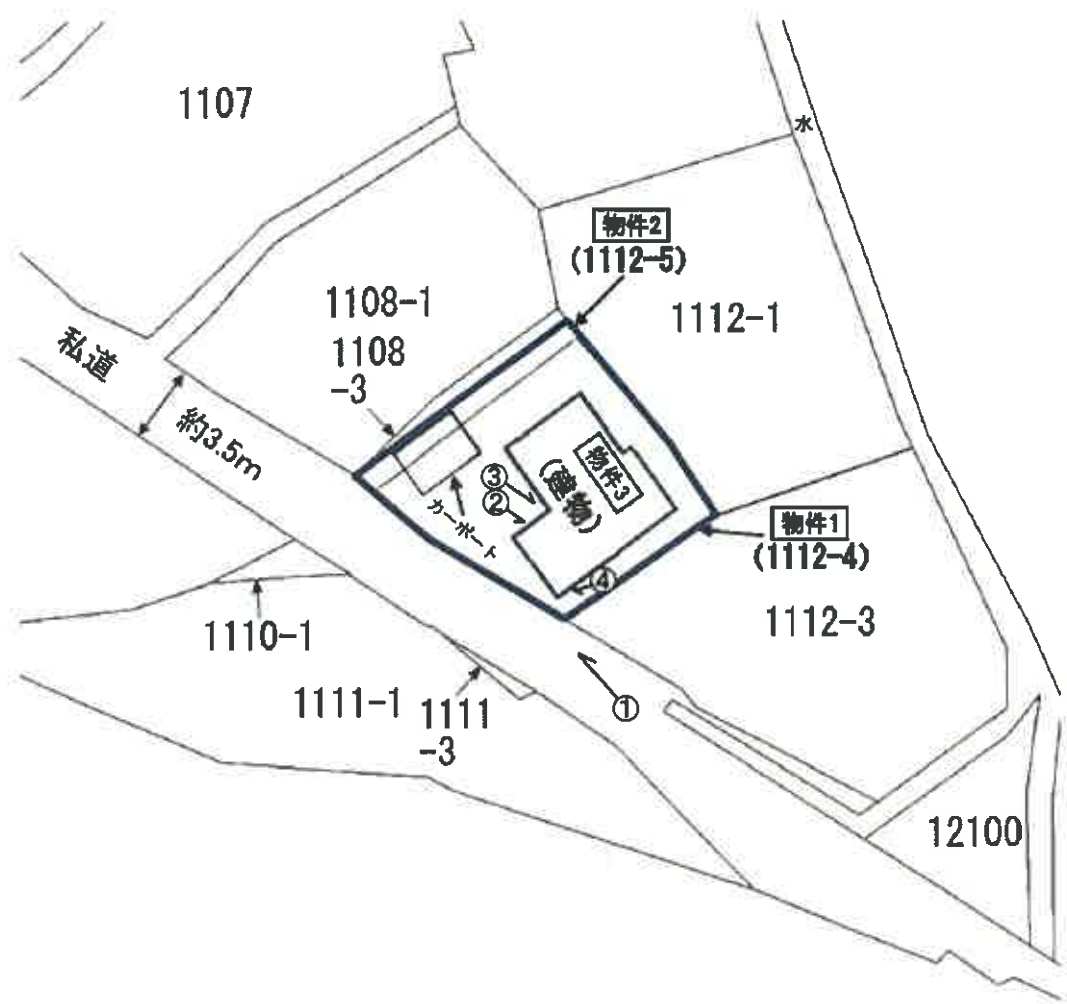 1107
水
物件2
(1112-5)
1108-1
1112-1
1108
-3
私道
約3.5m
③
②
物件3
(建物)
カーポート
物件1
(1112-4)
④
1112-3
1110-1
1111-1
1111
-3
①
12100